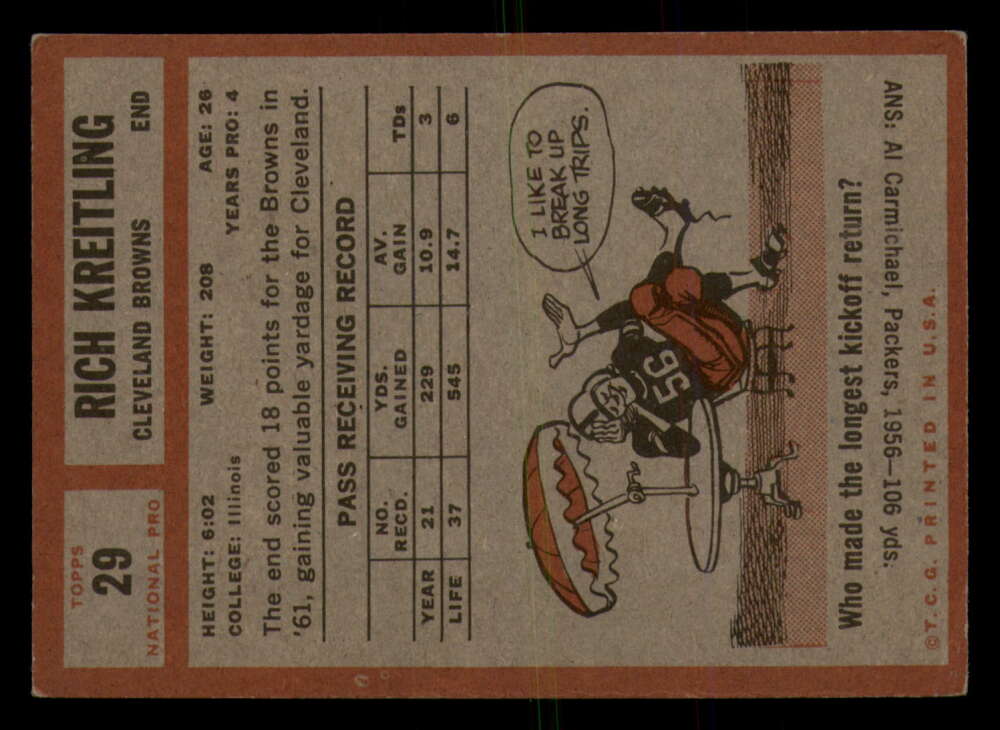 TOPPS
29
NATIONAL PRO
RICH KREITLING
CLEVELAND BROWNS END
HEIGHT: 6:02 WEIGHT: 208 AGE: 26
COLLEGE: Illinois YEARS PRO: 4
The end scored 18 points for the Browns in
'61, gaining valuable yardage for Cleveland.
PASS RECEIVING RECORD
NO. YDS. AV.
RECD. GAINED GAIN TDs
YEAR 21 229 10.9 3
LIFE 37 545 14.7 6
I LIKE TO
BREAK UP
LONG TRIPS.
56
Who made the longest kickoff return?
ANS: Al Carmichael, Packers, 1956—106 yds.
©T.C.G. PRINTED IN U.S.A.